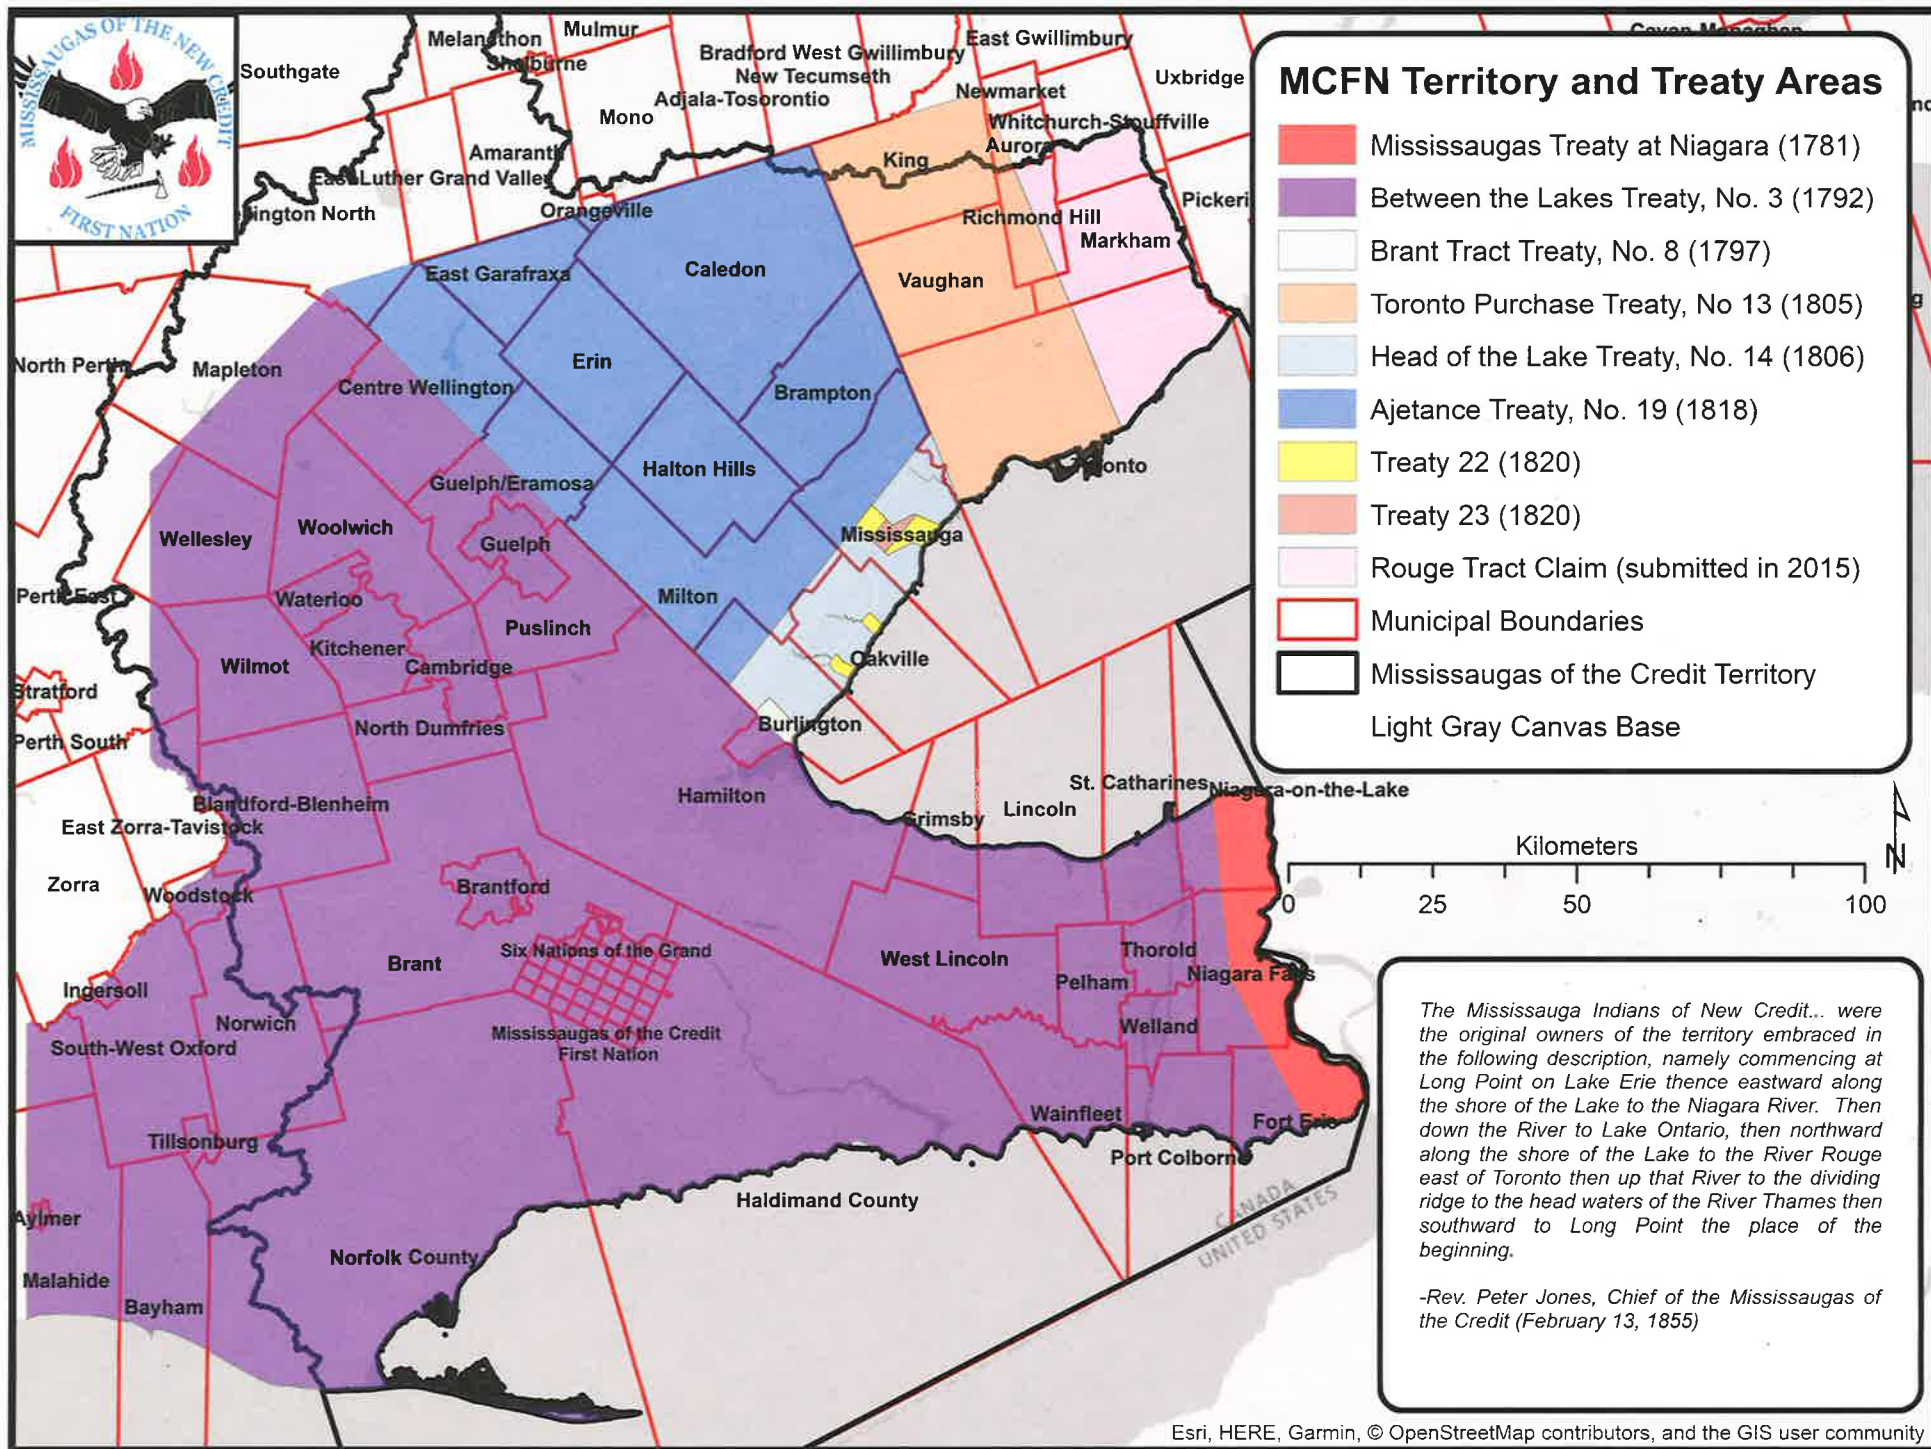 MISSISSAUGAS OF THE NEW CREDIT
FIRST NATION
Southgate
Melancthon
Shelburne
Mulmur
Bradford West Gwillimbury
New Tecumseth
Adjala-Tosorontio
Mono
East Gwillimbury
Newmarket
Uxbridge
Cavan Monaghan
Whitchurch-Stouffville
Aurora
King
Amaranth
East Luther Grand Valley
Orangeville
ington North
Richmond Hill
Markham
Pickeri
Vaughan
East Garafraxa
Caledon
North Perth
Mapleton
Erin
Centre Wellington
Brampton
Halton Hills
Guelph/Eramosa
onto
Wellesley
Woolwich
Guelph
Mississauga
Perth East
Waterloo
Milton
Puslinch
Kitchener
Cambridge
Wilmot
Oakville
Stratford
Perth South
North Dumfries
Burlington
Hamilton
Blandford-Blenheim
East Zorra-Tavistock
Grimsby
Lincoln
St. Catharines
Niagara-on-the-Lake
Zorra
Woodstock
Brantford
Brant
Six Nations of the Grand
West Lincoln
Thorold
Pelham
Niagara Falls
Ingersoll
Norwich
South-West Oxford
Mississaugas of the Credit
First Nation
Welland
Tillsonburg
Wainfleet
Fort Erie
Port Colborne
Haldimand County
Aylmer
Norfolk County
Malahide
Bayham
CANADA
UNITED STATES
MCFN Territory and Treaty Areas
Mississaugas Treaty at Niagara (1781)
Between the Lakes Treaty, No. 3 (1792)
Brant Tract Treaty, No. 8 (1797)
Toronto Purchase Treaty, No 13 (1805)
Head of the Lake Treaty, No. 14 (1806)
Ajetance Treaty, No. 19 (1818)
Treaty 22 (1820)
Treaty 23 (1820)
Rouge Tract Claim (submitted in 2015)
Municipal Boundaries
Mississaugas of the Credit Territory
Light Gray Canvas Base
Kilometers
0 25 50 100
N
The Mississauga Indians of New Credit... were
the original owners of the territory embraced in
the following description, namely commencing at
Long Point on Lake Erie thence eastward along
the shore of the Lake to the Niagara River. Then
down the River to Lake Ontario, then northward
along the shore of the Lake to the River Rouge
east of Toronto then up that River to the dividing
ridge to the head waters of the River Thames then
southward to Long Point the place of the
beginning.
-Rev. Peter Jones, Chief of the Mississaugas of
the Credit (February 13, 1855)
Esri, HERE, Garmin, © OpenStreetMap contributors, and the GIS user community